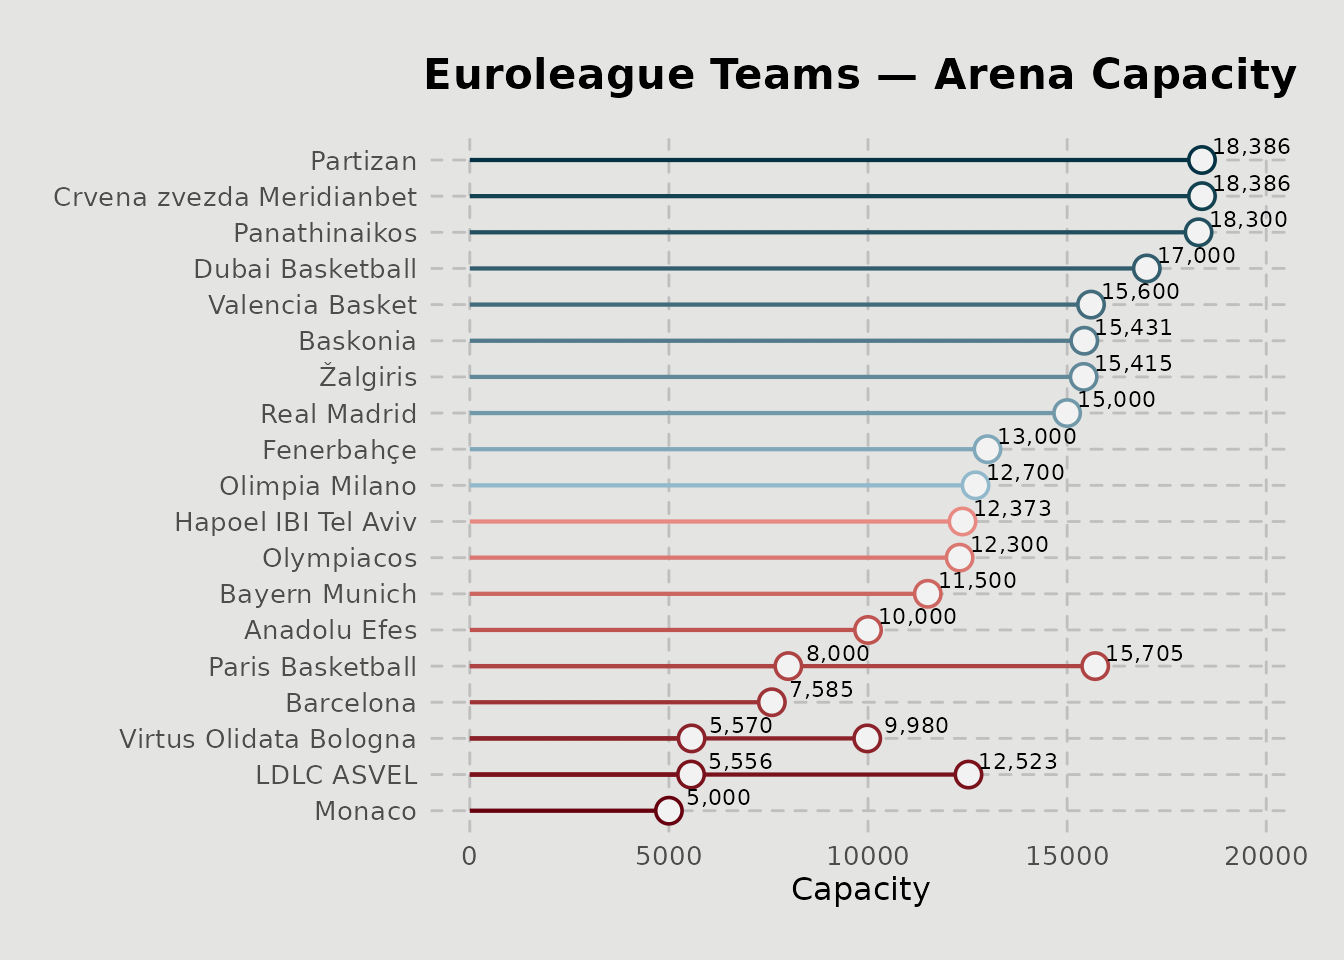 Euroleague Teams — Arena Capacity
Partizan 18,386
Crvena zvezda Meridianbet 18,386
Panathinaikos 18,300
Dubai Basketball 17,000
Valencia Basket 15,600
Baskonia 15,431
Žalgiris 15,415
Real Madrid 15,000
Fenerbahçe 13,000
Olimpia Milano 12,700
Hapoel IBI Tel Aviv 12,373
Olympiacos 12,300
Bayern Munich 11,500
Anadolu Efes 10,000
Paris Basketball 8,000 15,705
Barcelona 7,585
Virtus Olidata Bologna 5,570 9,980
LDLC ASVEL 5,556 12,523
Monaco 5,000
0 5000 10000 15000 20000
Capacity